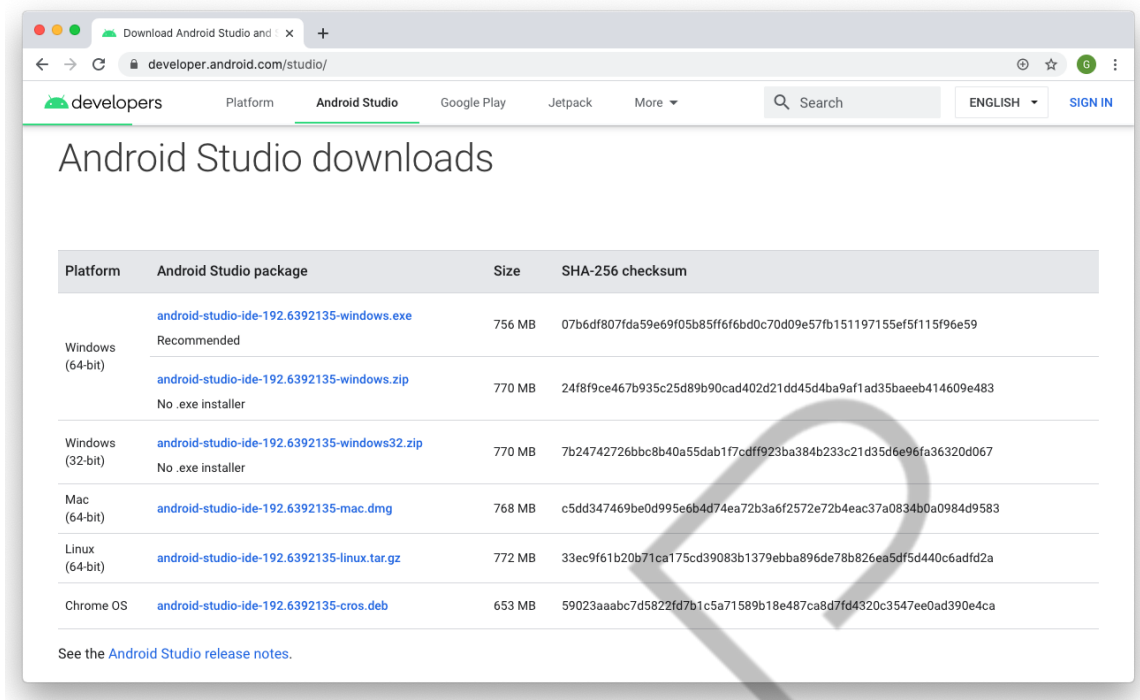 Download Android Studio and
developer.android.com/studio/
G
developers Platform Android Studio Google Play Jetpack More Search ENGLISH SIGN IN
Android Studio downloads
Platform Android Studio package Size SHA-256 checksum
Windows (64-bit) android-studio-ide-192.6392135-windows.exe 756 MB 07b6df807fda59e69f05b85ff6f6bd0c70d09e57fb151197155ef5f115f96e59
Recommended
android-studio-ide-192.6392135-windows.zip 770 MB 24f8f9ce467b935c25d89b90cad402d21dd45d4ba9af1ad35baeeb414609e483
No .exe installer
Windows (32-bit) android-studio-ide-192.6392135-windows32.zip 770 MB 7b24742726bbc8b40a55dab1f7cdff923ba384b233c21d35d6e96fa36320d067
No .exe installer
Mac (64-bit) android-studio-ide-192.6392135-mac.dmg 768 MB c5dd347469be0d995e6b4d74ea72b3a6f2572e72b4eac37a0834b0a0984d9583
Linux (64-bit) android-studio-ide-192.6392135-linux.tar.gz 772 MB 33ec9f61b20b71ca175cd39083b1379ebba896de78b826ea5df5d440c6adfd2a
Chrome OS android-studio-ide-192.6392135-cros.deb 653 MB 59023aaabc7d5822fd7b1c5a71589b18e487ca8d7fd4320c3547ee0ad390e4ca
See the Android Studio release notes.